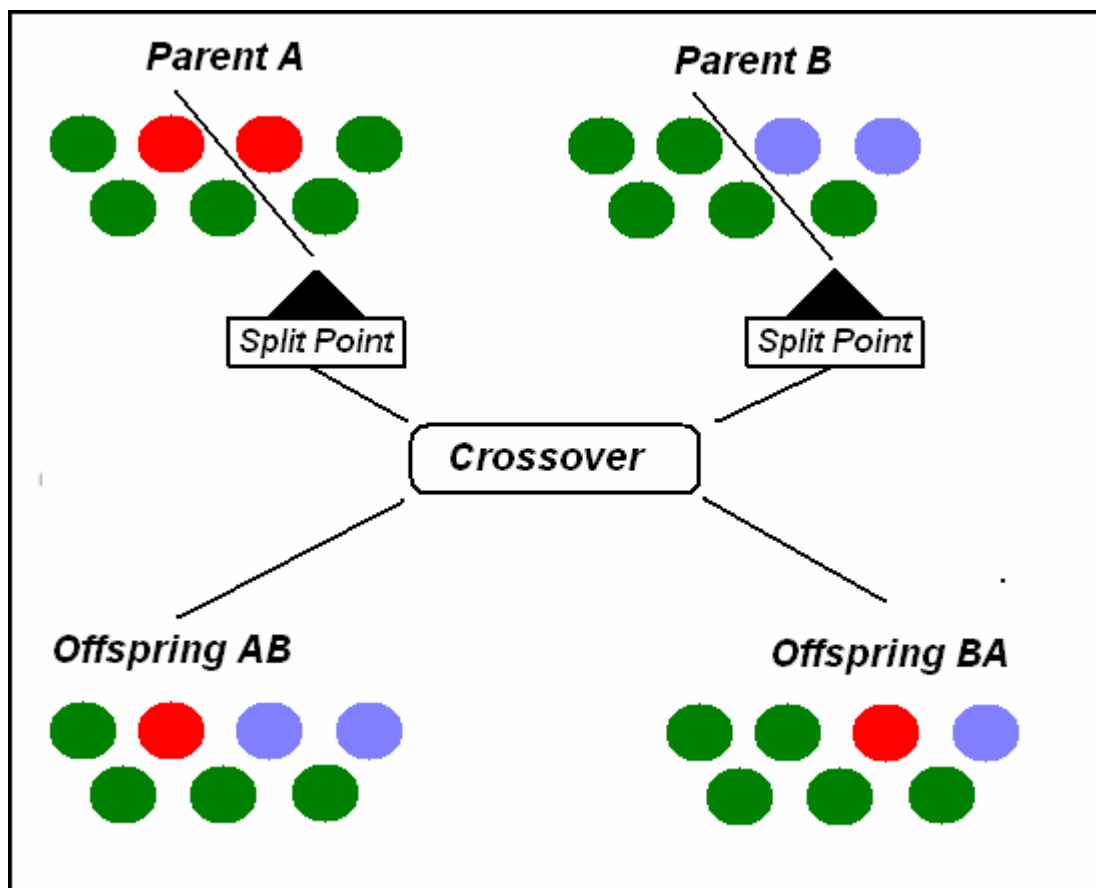 Parent A
Parent B
Split Point
Split Point
Crossover
Offspring AB
Offspring BA